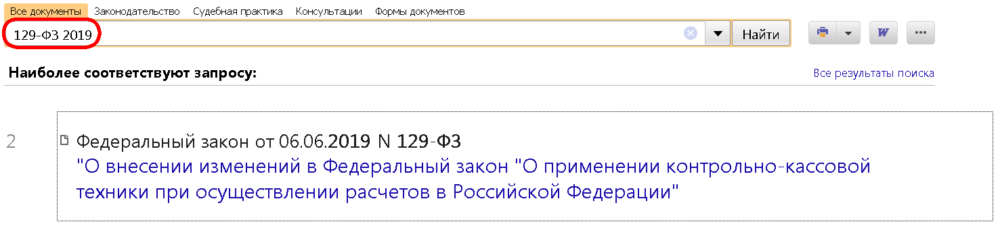 Все документы Законодательство Судебная практика Консультации Формы документов
129-ФЗ 2019 Найти W
Наиболее соответствуют запросу: Все результаты поиска
2 Федеральный закон от 06.06.2019 N 129-ФЗ
"О внесении изменений в Федеральный закон "О применении контрольно-кассовой
техники при осуществлении расчетов в Российской Федерации"